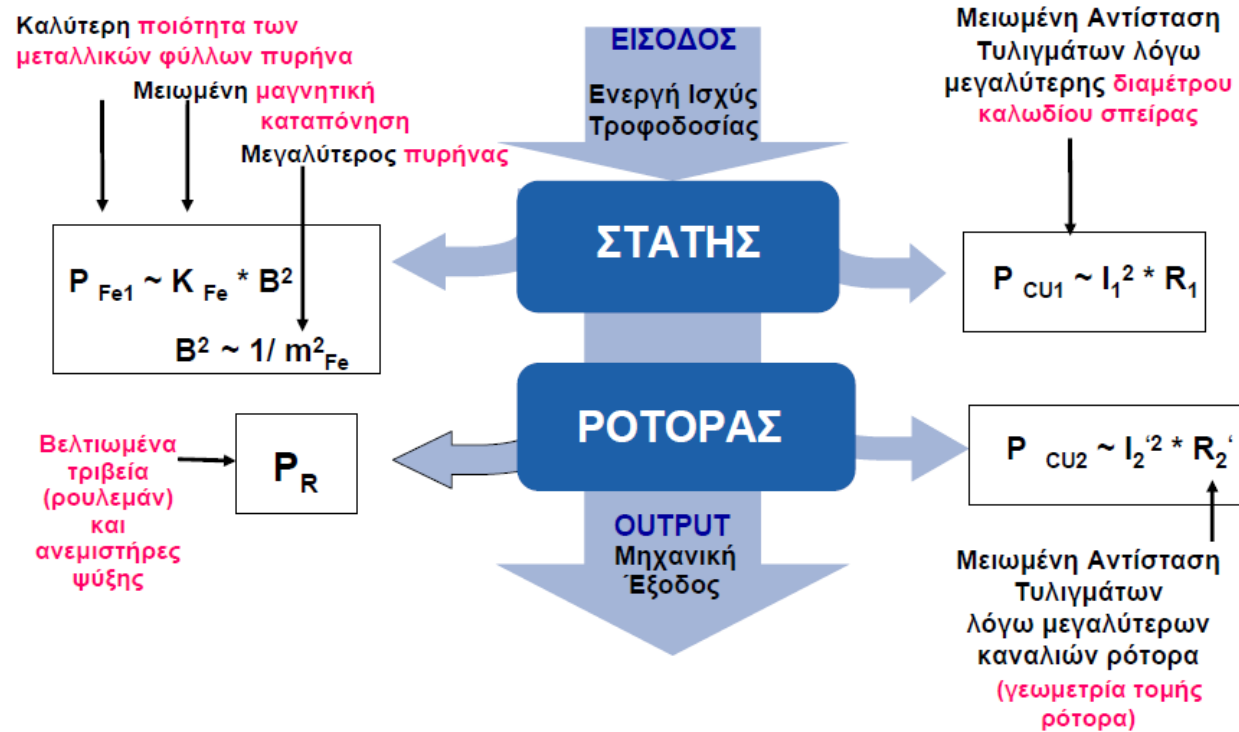 Καλύτερη ποιότητα των
μεταλλικών φύλλων πυρήνα
Μειωμένη μαγνητική
καταπόνηση
Μεγαλύτερος πυρήνας
P Fe1 ~ K Fe * B²
B² ~ 1/ m²Fe
Βελτιωμένα
τριβεία
(ρουλεμάν)
και
ανεμιστήρες
ψύξης
PR
ΕΙΣΟΔΟΣ
Ενεργή Ισχύς
Τροφοδοσίας
ΣΤΑΤΗΣ
ΡΟΤΟΡΑΣ
OUTPUT
Μηχανική
Έξοδος
Μειωμένη Αντίσταση
Τυλιγμάτων λόγω
μεγαλύτερης διαμέτρου
καλωδίου σπείρας
P CU1 ~ I₁² * R₁
P CU2 ~ I₂‘² * R₂‘
Μειωμένη Αντίσταση
Τυλιγμάτων
λόγω μεγαλύτερων
καναλιών ρότορα
(γεωμετρία τομής
ρότορα)